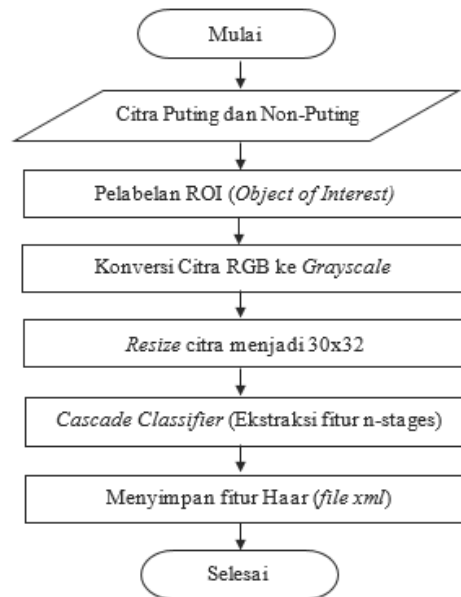 Mulai
Citra Puting dan Non-Puting
Pelabelan ROI (Object of Interest)
Konversi Citra RGB ke Grayscale
Resize citra menjadi 30x32
Cascade Classifier (Ekstraksi fitur n-stages)
Menyimpan fitur Haar (file xml)
Selesai